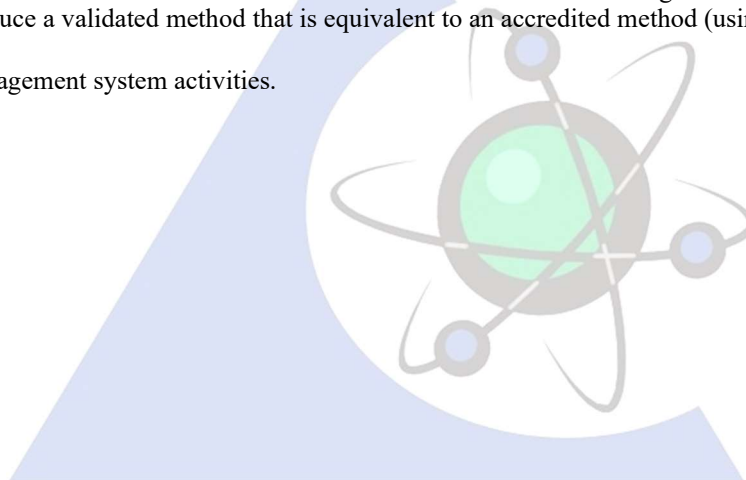 uce a validated method that is equivalent to an accredited method (usin
agement system activities.